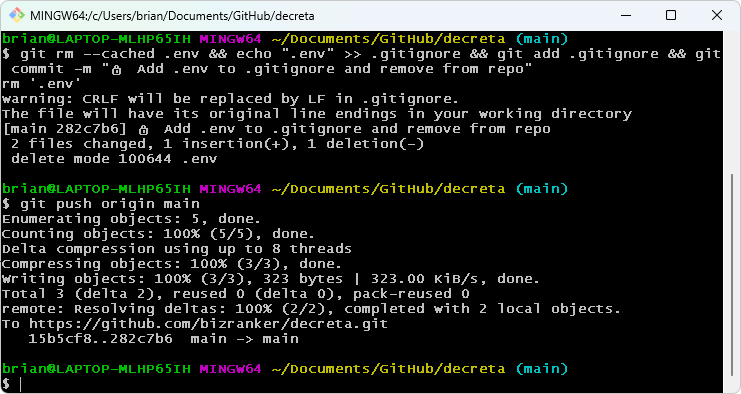 MINGW64:/c/Users/brian/Documents/GitHub/decreta
brian@LAPTOP-MLHP65IH MINGW64 ~/Documents/GitHub/decreta (main)
$ git rm --cached .env && echo ".env" >> .gitignore && git add .gitignore && git
 commit -m "🔒 Add .env to .gitignore and remove from repo"
rm '.env'
warning: CRLF will be replaced by LF in .gitignore.
The file will have its original line endings in your working directory
[main 282c7b6] 🔒 Add .env to .gitignore and remove from repo
 2 files changed, 1 insertion(+), 1 deletion(-)
 delete mode 100644 .env
brian@LAPTOP-MLHP65IH MINGW64 ~/Documents/GitHub/decreta (main)
$ git push origin main
Enumerating objects: 5, done.
Counting objects: 100% (5/5), done.
Delta compression using up to 8 threads
Compressing objects: 100% (3/3), done.
Writing objects: 100% (3/3), 323 bytes | 323.00 KiB/s, done.
Total 3 (delta 2), reused 0 (delta 0), pack-reused 0
remote: Resolving deltas: 100% (2/2), completed with 2 local objects.
To https://github.com/bizranker/decreta.git
   15b5cf8..282c7b6  main -> main
brian@LAPTOP-MLHP65IH MINGW64 ~/Documents/GitHub/decreta (main)
$